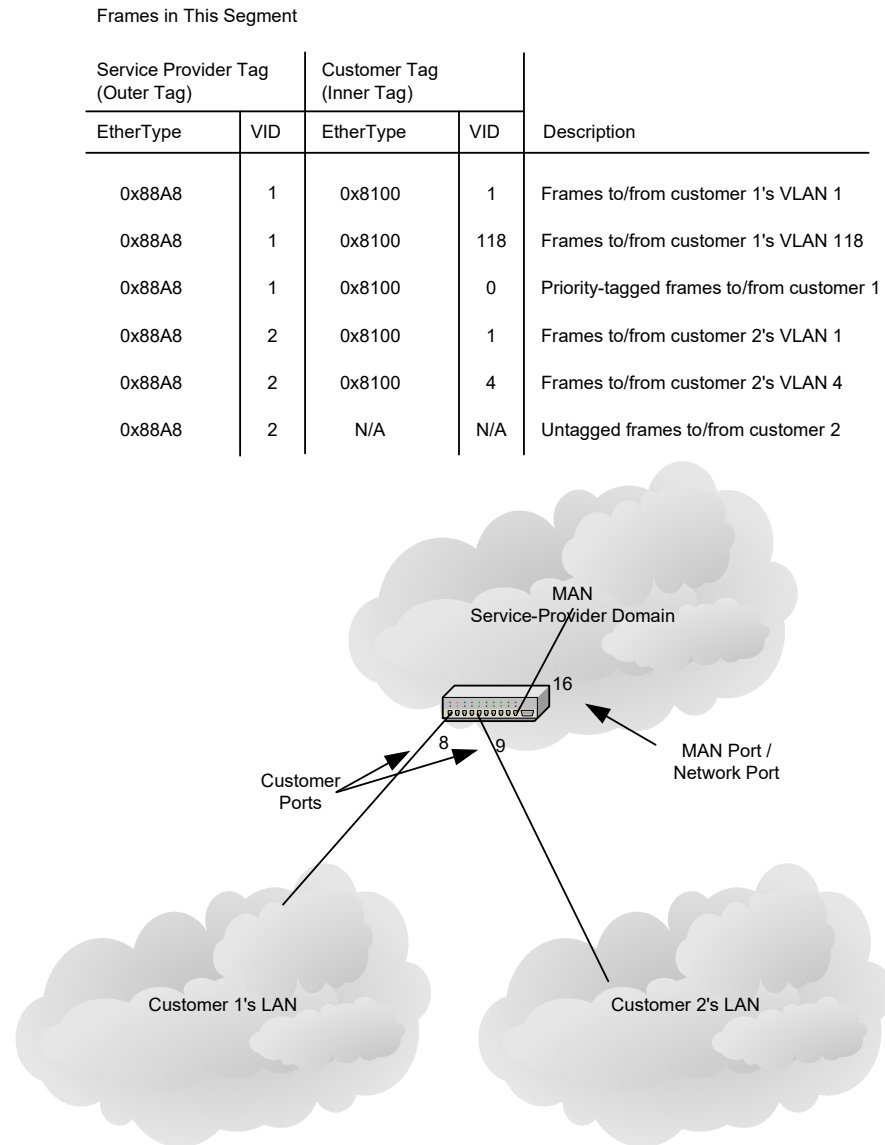 Frames in This Segment
Service Provider Tag
(Outer Tag)
Customer Tag
(Inner Tag)
EtherType VID EtherType VID Description
0x88A8 1 0x8100 1 Frames to/from customer 1's VLAN 1
0x88A8 1 0x8100 118 Frames to/from customer 1's VLAN 118
0x88A8 1 0x8100 0 Priority-tagged frames to/from customer 1
0x88A8 2 0x8100 1 Frames to/from customer 2's VLAN 1
0x88A8 2 0x8100 4 Frames to/from customer 2's VLAN 4
0x88A8 2 N/A N/A Untagged frames to/from customer 2
MAN
Service-Provider Domain
16
8
9
MAN Port /
Network Port
Customer
Ports
Customer 1's LAN
Customer 2's LAN